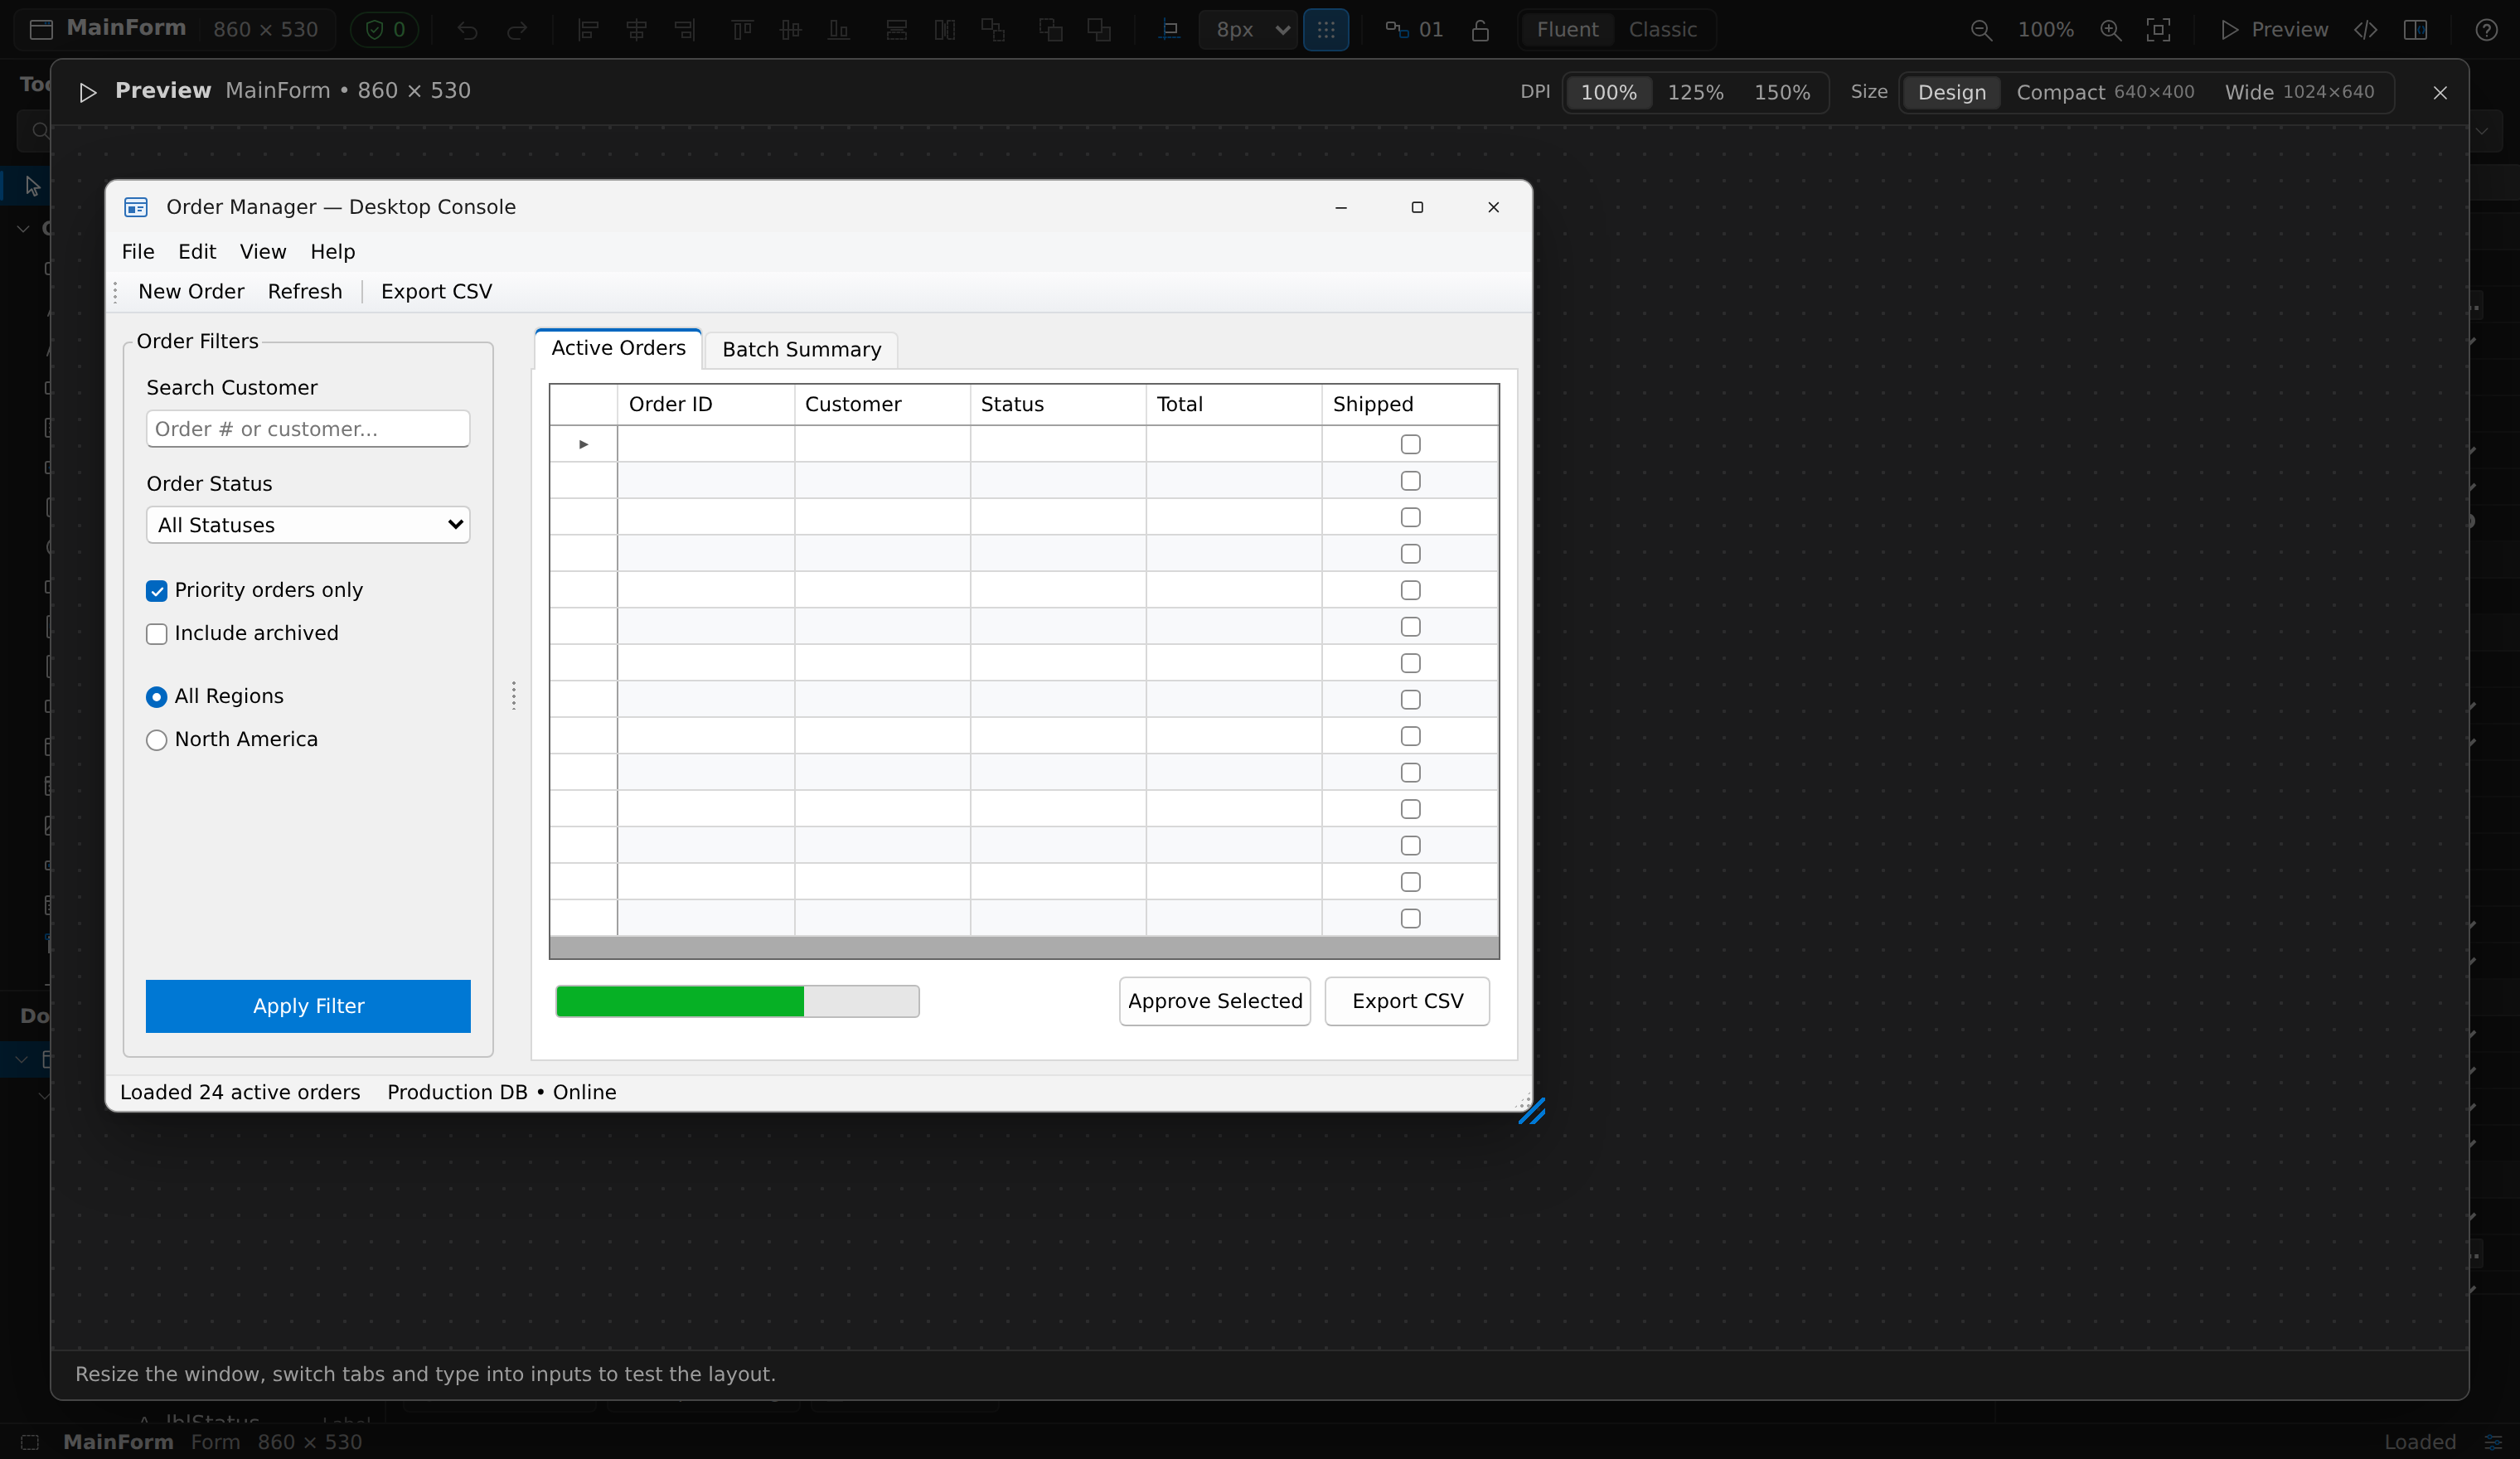 MainForm 860 × 530 0 8px 01 Fluent Classic 100% Preview
Preview MainForm • 860 × 530 DPI 100% 125% 150% Size Design Compact 640×400 Wide 1024×640
Order Manager — Desktop Console
File Edit View Help
New Order Refresh Export CSV
Order Filters
Search Customer
Order # or customer...
Order Status
All Statuses
Priority orders only
Include archived
All Regions
North America
Apply Filter
Active Orders Batch Summary
Order ID Customer Status Total Shipped
Approve Selected Export CSV
Loaded 24 active orders Production DB • Online
Resize the window, switch tabs and type into inputs to test the layout.
lblStatus Label
MainForm Form 860 × 530 Loaded